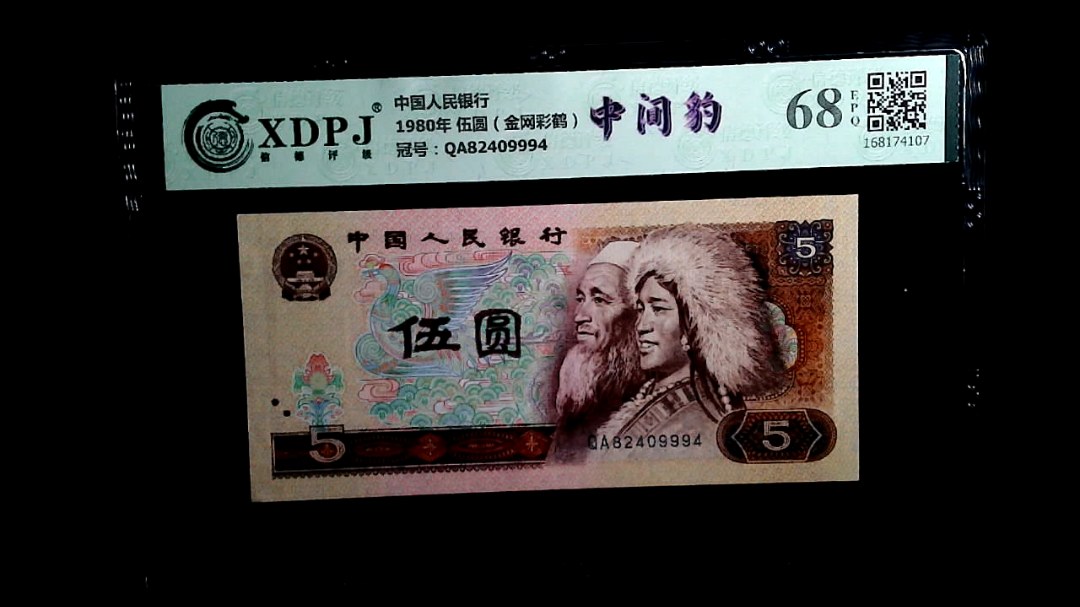 XDPJ®
信德评级
中国人民银行
1980年 伍圆（金网彩鹤）
冠号：QA82409994
中间豹
68
EPQ
168174107
中国人民银行
5
伍圆
QA82409994
5
5